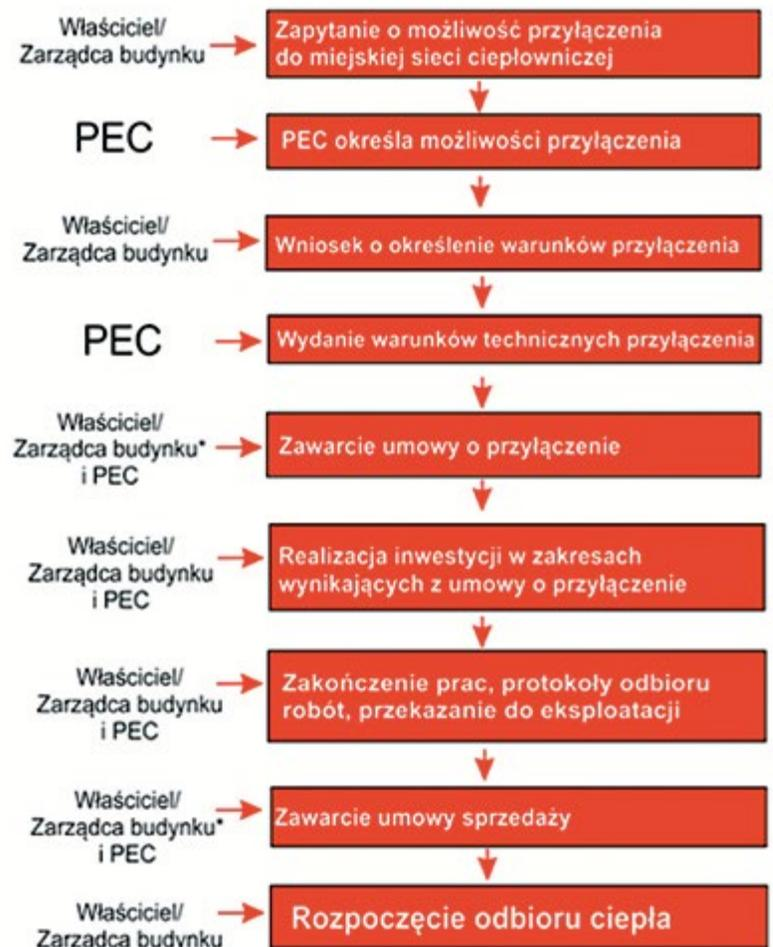 Właściciel/
Zarządca budynku
Zapytanie o możliwość przyłączenia
do miejskiej sieci ciepłowniczej
PEC
PEC określa możliwości przyłączenia
Właściciel/
Zarządca budynku
Wniosek o określenie warunków przyłączenia
PEC
Wydanie warunków technicznych przyłączenia
Właściciel/
Zarządca budynku*
i PEC
Zawarcie umowy o przyłączenie
Właściciel/
Zarządca budynku
i PEC
Realizacja inwestycji w zakresach
wynikających z umowy o przyłączenie
Właściciel/
Zarządca budynku
i PEC
Zakończenie prac, protokoły odbioru
robót, przekazanie do eksploatacji
Właściciel/
Zarządca budynku*
i PEC
Zawarcie umowy sprzedaży
Właściciel/
Zarządca budynku
Rozpoczęcie odbioru ciepła